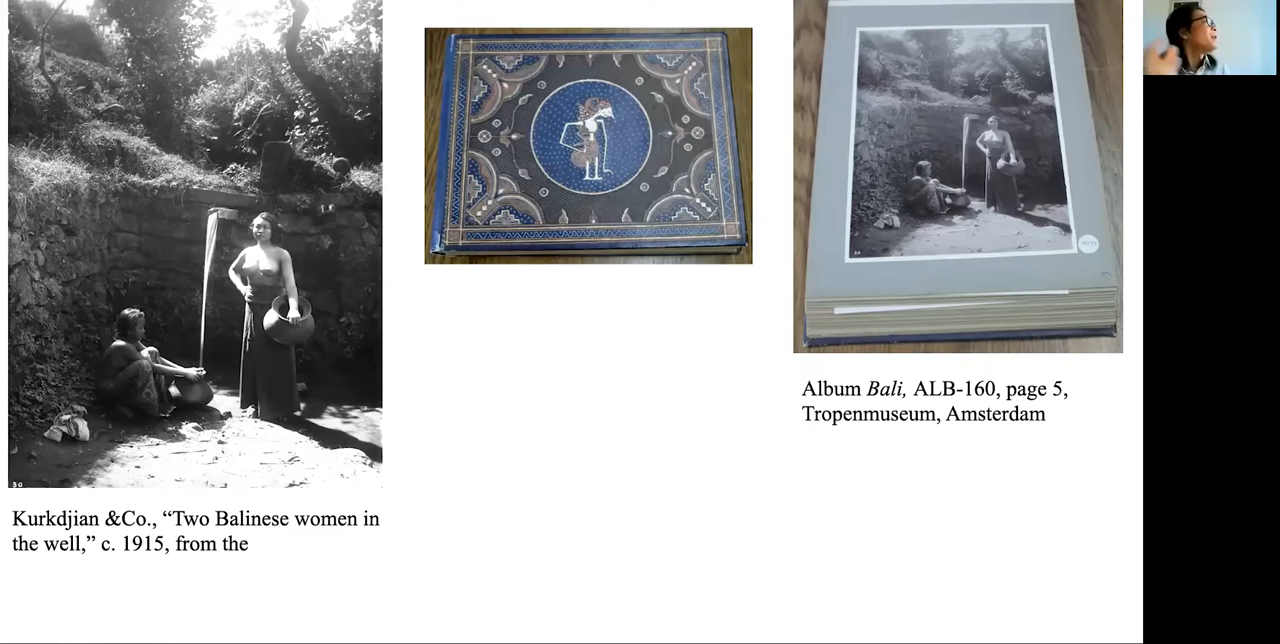 30
Kurkdjian &Co., “Two Balinese women in
the well,” c. 1915, from the
Album Bali, ALB-160, page 5,
Tropenmuseum, Amsterdam